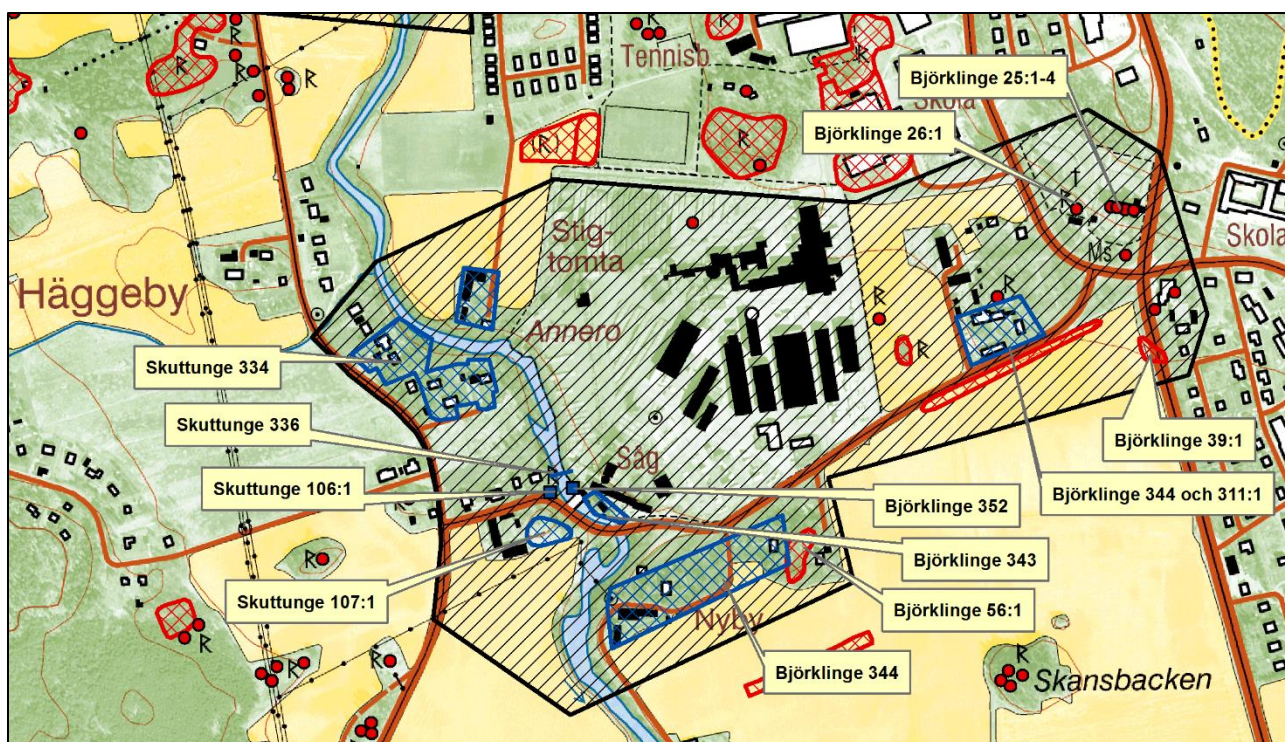 R
R
R
R
R
Tennisb
R
R
Skola
Björklinge 25:1-4
Björklinge 26:1
(R)
R
R
Stig-
tomta
Skola
Ms
Häggeby
Annero
R
R
R
R
Skuttunge 334
Skuttunge 336
Såg
R
Björklinge 39:1
Skuttunge 106:1
Björklinge 352
Björklinge 344 och 311:1
R
Björklinge 343
Skuttunge 107:1
Björklinge 56:1
Nyby
R
R
R
R
Björklinge 344
Skansbacken